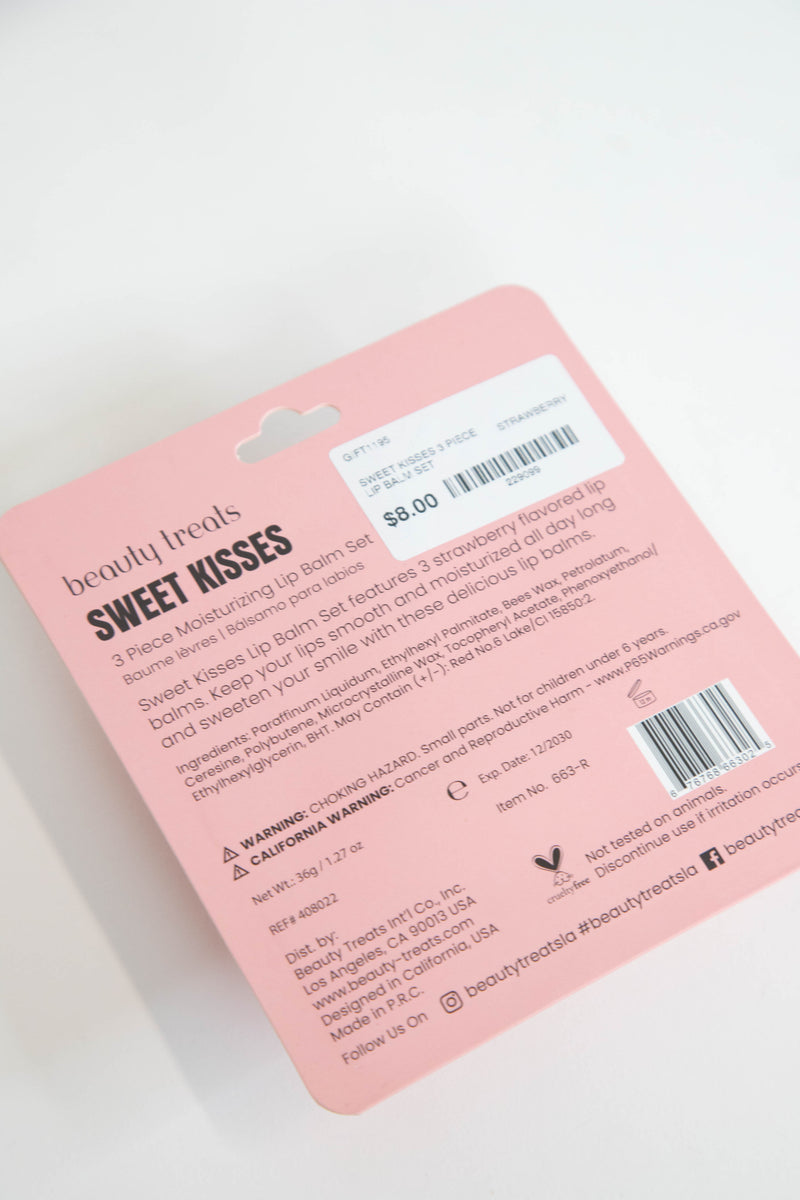 GIFT1195
STRAWBERRY
SWEET KISSES 3 PIECE
LIP BALM SET
$8.00
229099
beauty treats
SWEET KISSES
3 Piece Moisturizing Lip Balm Set
Baume lèvres | Bálsamo para labios
Sweet Kisses Lip Balm Set features 3 strawberry flavored lip
balms. Keep your lips smooth and moisturized all day long
and sweeten your smile with these delicious lip balms.
Ingredients: Paraffinum Liquidum, Ethylhexyl Palmitate, Bees Wax, Petrolatum,
Ceresine, Polybutene, Microcrystalline Wax, Tocopheryl Acetate, Phenoxyethanol/
Ethylhexylglycerin, BHT. May Contain (+/-): Red No.6 Lake/CI 15850:2.
WARNING: CHOKING HAZARD. Small parts. Not for children under 6 years.
CALIFORNIA WARNING: Cancer and Reproductive Harm - www.P65Warnings.ca.gov
Net Wt.: 36g / 1.27 oz
e Exp. Date: 12/2030
REF# 408022
Item No. 663-R
6 76768 66302 5
Dist. by:
Beauty Treats Int'l Co., Inc.
Los Angeles, CA 90013 USA
www.beauty-treats.com
Designed in California, USA
Made in P.R.C.
crueltyfree
Not tested on animals.
Discontinue use if irritation occurs
Follow Us On beautytreatsla #beautytreatsla